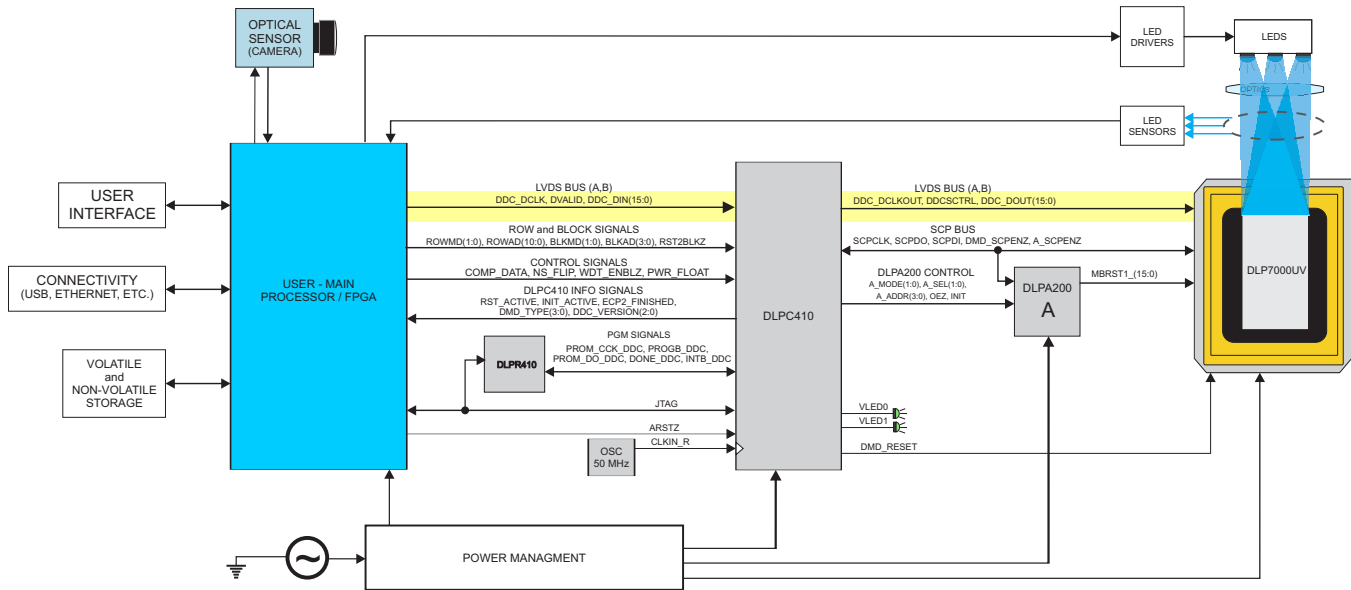 OPTICAL
SENSOR
(CAMERA)
LED
DRIVERS
LEDS
OPTICS
LED
SENSORS
USER
INTERFACE
CONNECTIVITY
(USB, ETHERNET, ETC.)
VOLATILE
and
NON-VOLATILE
STORAGE
USER - MAIN
PROCESSOR / FPGA
LVDS BUS (A,B)
DDC_DCLK, DVALID, DDC_DIN(15:0)
ROW and BLOCK SIGNALS
ROWMD(1:0), ROWAD(10:0), BLKMD(1:0), BLKAD(3:0), RST2BLKZ
CONTROL SIGNALS
COMP_DATA, NS_FLIP, WDT_ENBLZ, PWR_FLOAT
DLPC410 INFO SIGNALS
RST_ACTIVE, INIT_ACTIVE, ECP2_FINISHED,
DMD_TYPE(3:0), DDC_VERSION(2:0)
PGM SIGNALS
PROM_CCK_DDC, PROGB_DDC,
PROM_DO_DDC, DONE_DDC, INTB_DDC
DLPR410
JTAG
ARSTZ
CLKIN_R
OSC
50 MHz
DLPC410
LVDS BUS (A,B)
DDC_DCLKOUT, DDCSCTRL, DDC_DOUT(15:0)
SCP BUS
SCPCLK, SCPDO, SCPDI, DMD_SCPENZ, A_SCPENZ
DLPA200 CONTROL
A_MODE(1:0), A_SEL(1:0),
A_ADDR(3:0), OEZ, INIT
DLPA200
A
MBRST1_(15:0)
DLP7000UV
VLED0
VLED1
DMD_RESET
POWER MANAGMENT